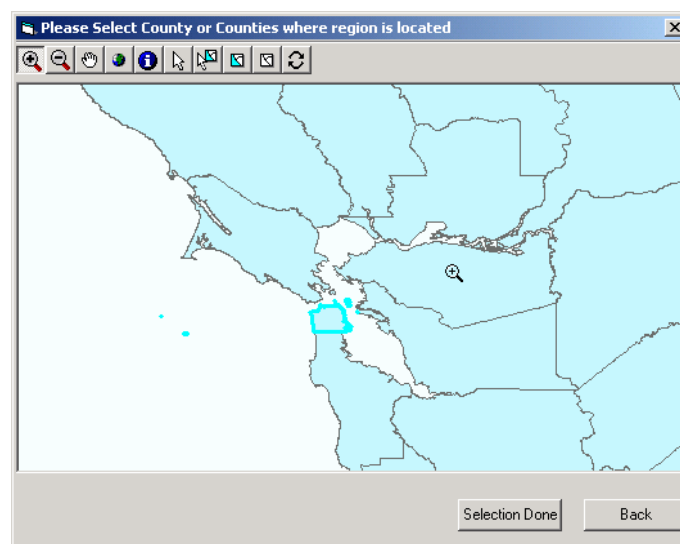 Please Select County or Counties where region is located
Selection Done
Back